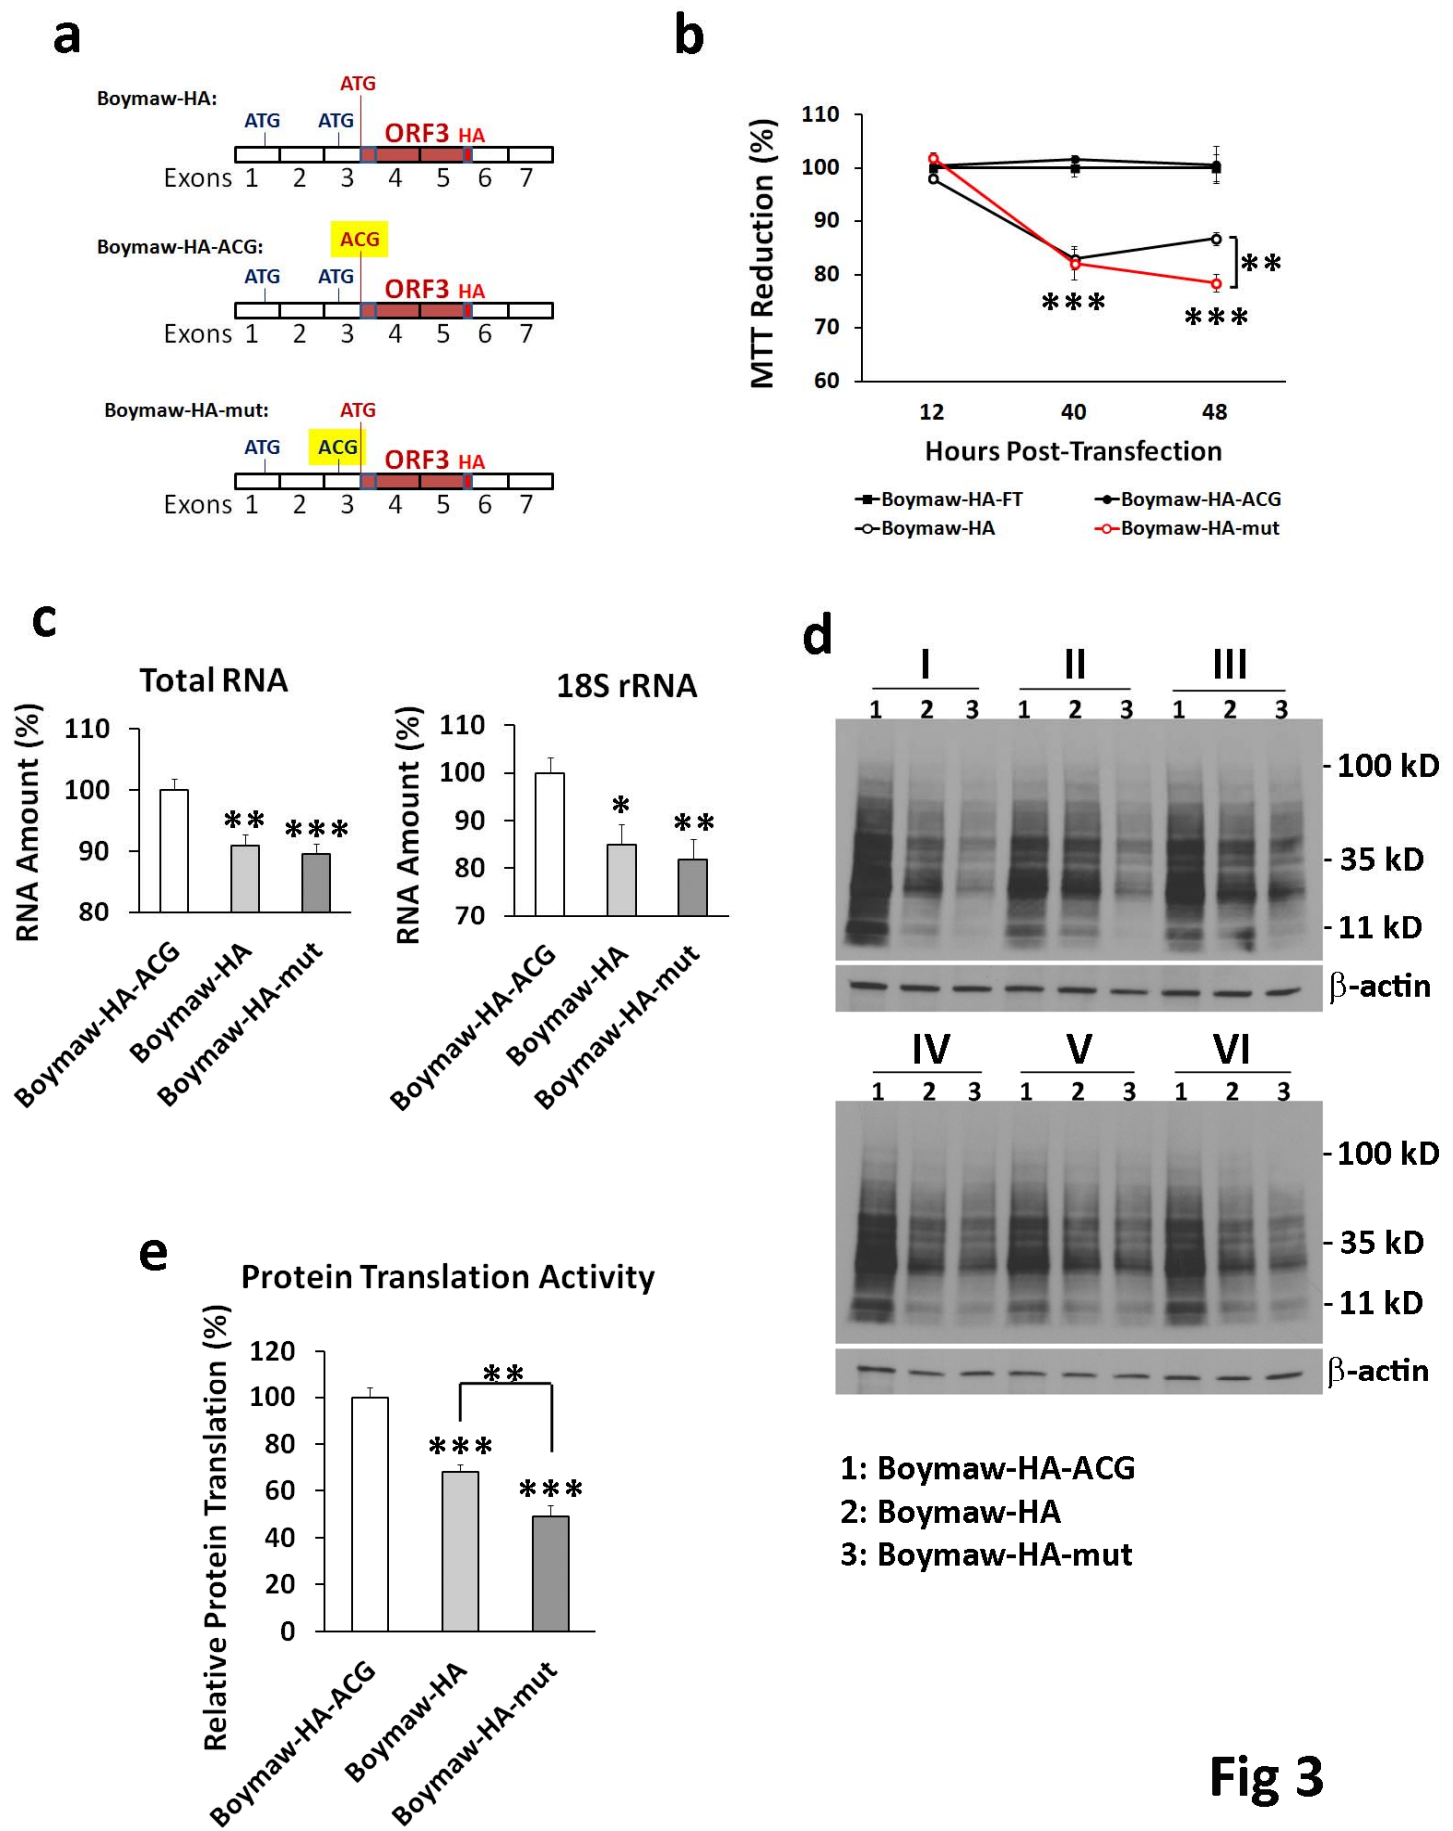 a
Boymaw-HA:
ATG
ATG ATG
ORF3 HA
Exons 1 2 3 4 5 6 7
Boymaw-HA-ACG:
ACG
ATG ATG
ORF3 HA
Exons 1 2 3 4 5 6 7
Boymaw-HA-mut:
ATG
ATG ACG
ORF3 HA
Exons 1 2 3 4 5 6 7
b
MTT Reduction (%)
110
100
90
80
70
60
**
***
***
12 40 48
Hours Post-Transfection
Boymaw-HA-FT
Boymaw-HA-ACG
Boymaw-HA
Boymaw-HA-mut
c
Total RNA
RNA Amount (%)
110
100
90
80
** ***
Boymaw-HA-ACG
Boymaw-HA
Boymaw-HA-mut
18S rRNA
RNA Amount (%)
110
100
90
80
70
* **
Boymaw-HA-ACG
Boymaw-HA
Boymaw-HA-mut
d
I II III
1 2 3 1 2 3 1 2 3
- 100 kD
- 35 kD
- 11 kD
β-actin
IV V VI
1 2 3 1 2 3 1 2 3
- 100 kD
- 35 kD
- 11 kD
β-actin
1: Boymaw-HA-ACG
2: Boymaw-HA
3: Boymaw-HA-mut
e
Protein Translation Activity
Relative Protein Translation (%)
120
100
80
60
40
20
0
**
***
***
Boymaw-HA-ACG
Boymaw-HA
Boymaw-HA-mut
Fig 3